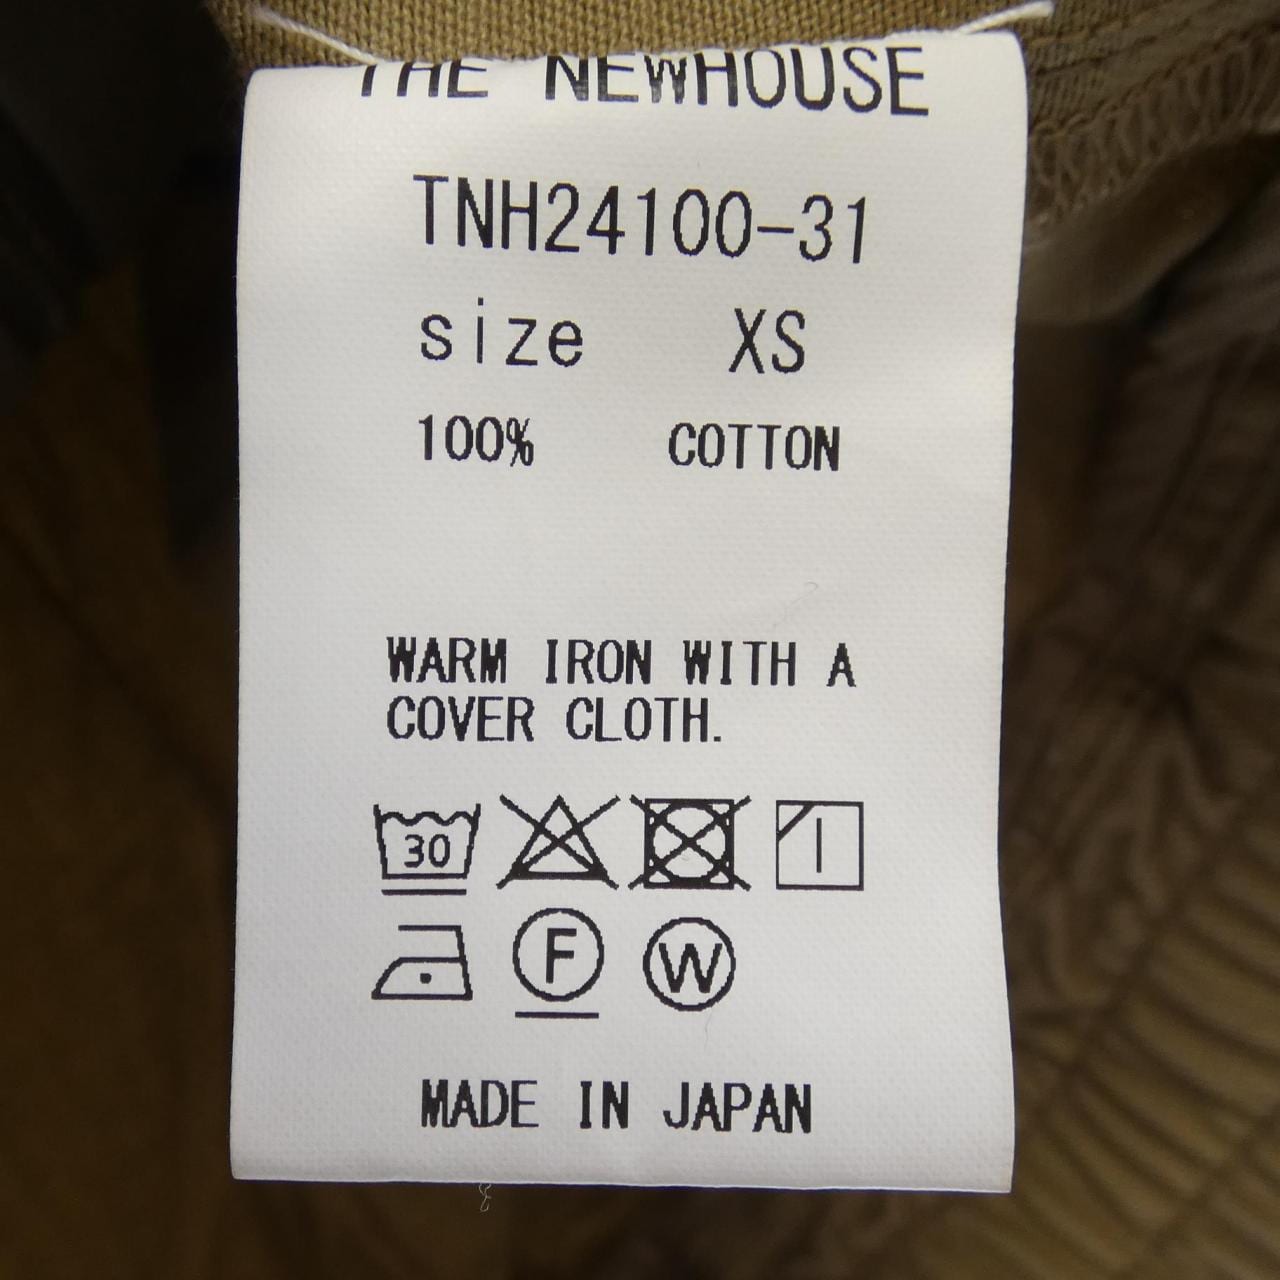 THE NEWHOUSE
TNH24100-31
size XS
100% COTTON
WARM IRON WITH A
COVER CLOTH.
30
F W
MADE IN JAPAN